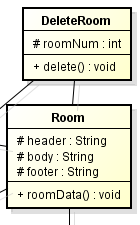 DeleteRoom
# roomNum : int
+ delete() : void
Room
# header : String
# body : String
# footer : String
+ roomData() : void